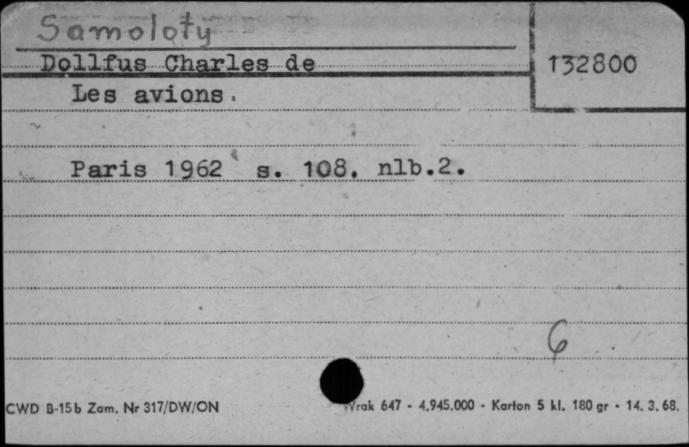 Samoloty
Dollfus Charles de
132800
Les avions.
Paris 1962 s. 108, nlb.2.
6
CWD B-15b Zam. Nr 317/DW/ON
Wrak 647 - 4.945.000 - Karton 5 kl. 180 gr - 14. 3. 68.